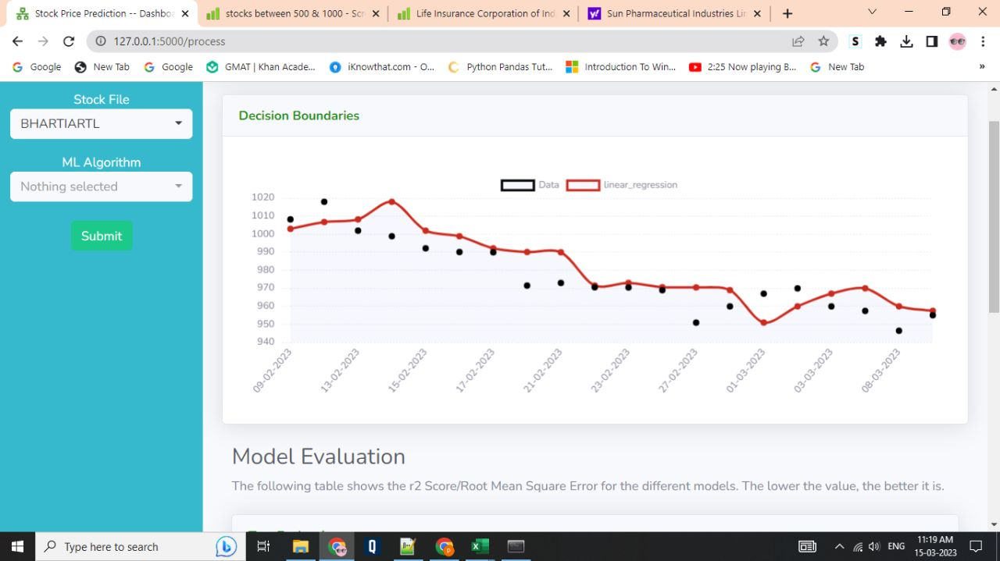 Stock Price Prediction -- Dashboa
stocks between 500 & 1000 - Scr
Life Insurance Corporation of Ind
Sun Pharmaceutical Industries Lin
127.0.0.1:5000/process
S
Google
New Tab
Google
GMAT | Khan Acade...
iKnowthat.com - O...
Python Pandas Tut...
Introduction To Win...
2:25 Now playing B...
New Tab
»
Stock File
BHARTIARTL
ML Algorithm
Nothing selected
Submit
Decision Boundaries
Data
linear_regression
1020
1010
1000
990
980
970
960
950
940
09-02-2023
13-02-2023
15-02-2023
17-02-2023
21-02-2023
23-02-2023
27-02-2023
01-03-2023
03-03-2023
08-03-2023
Model Evaluation
The following table shows the r2 Score/Root Mean Square Error for the different models. The lower the value, the better it is.
Type here to search
ENG
11:19 AM
15-03-2023